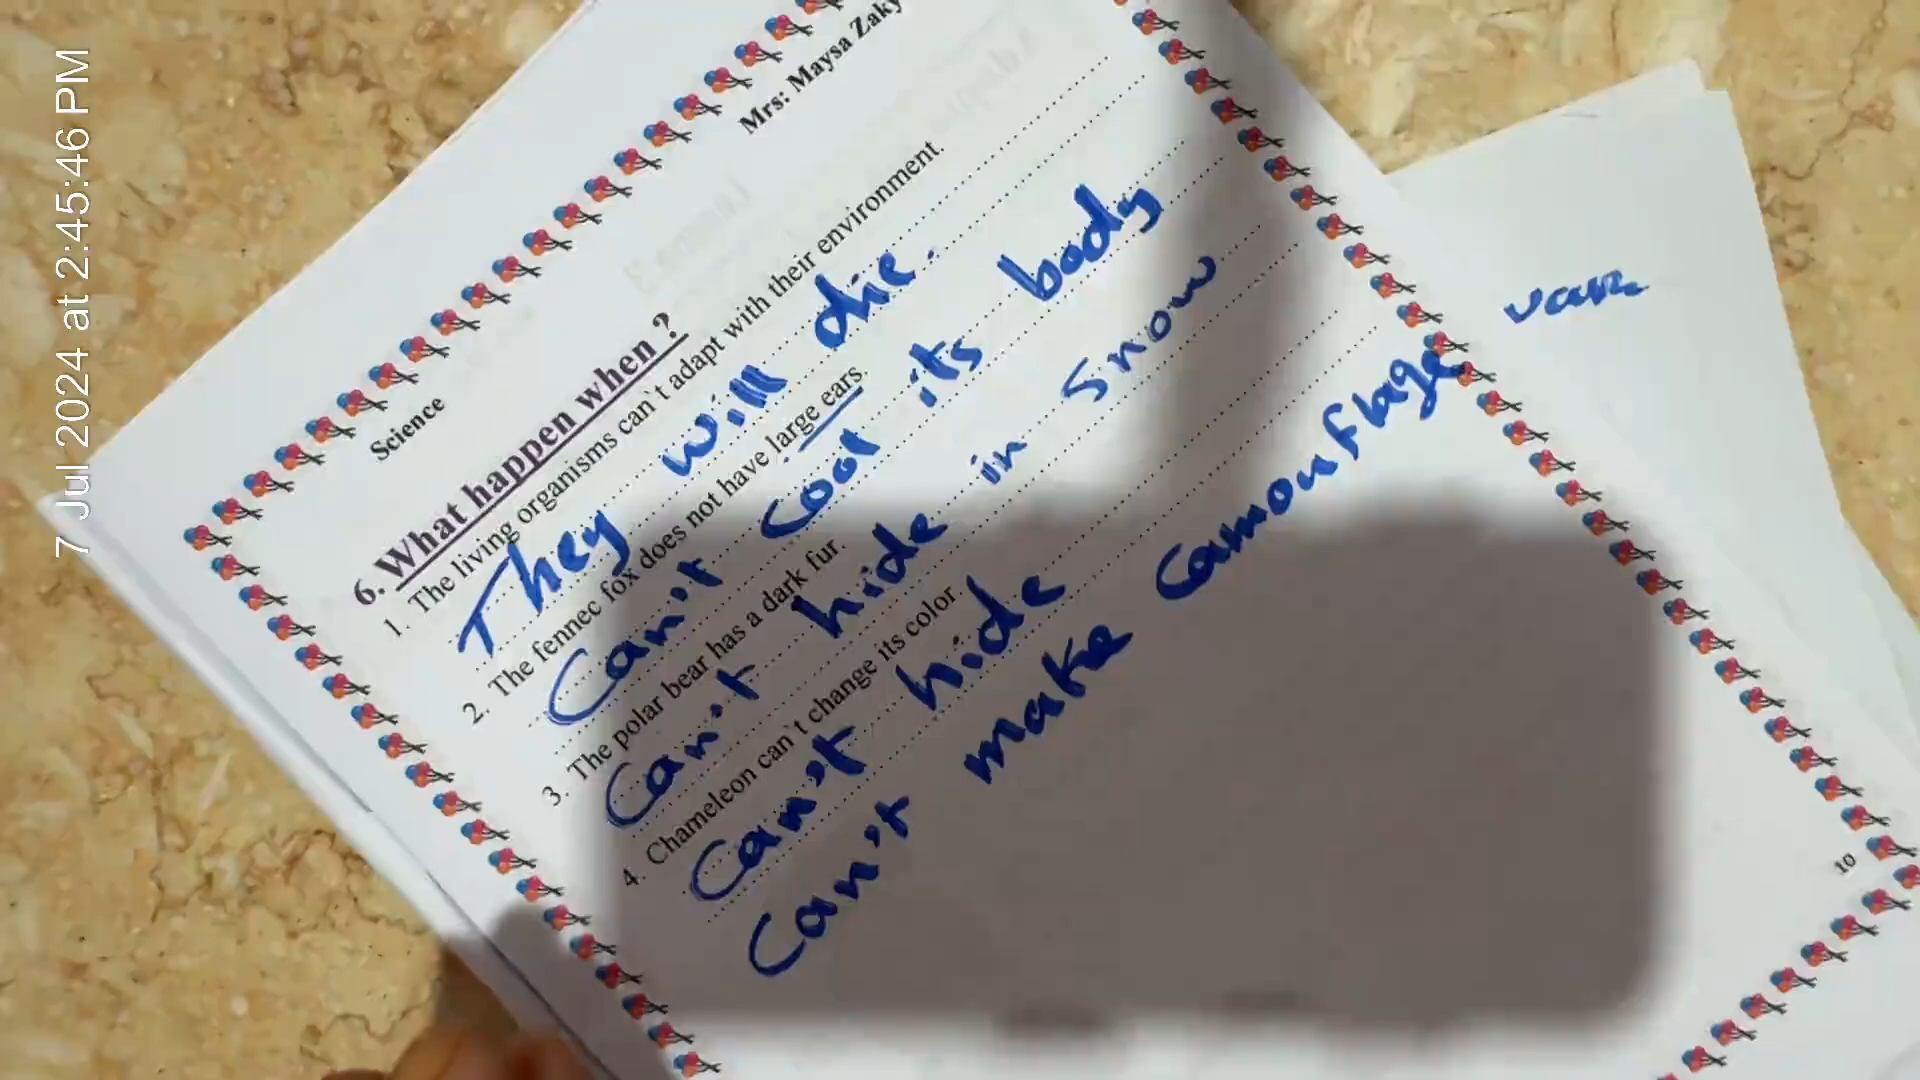 7 Jul 2024 at 2:45:46 PM
Science
Mrs: Maysa Zaky
6. What happen when ?
1. The living organisms can`t adapt with their environment.
They will die.
2. The fennec fox does not have large ears.
Can't cool its body
3. The polar bear has a dark fur.
Can't hide in snow
4. Chameleon can`t change its color
Can't hide
Can't make camouflage
10